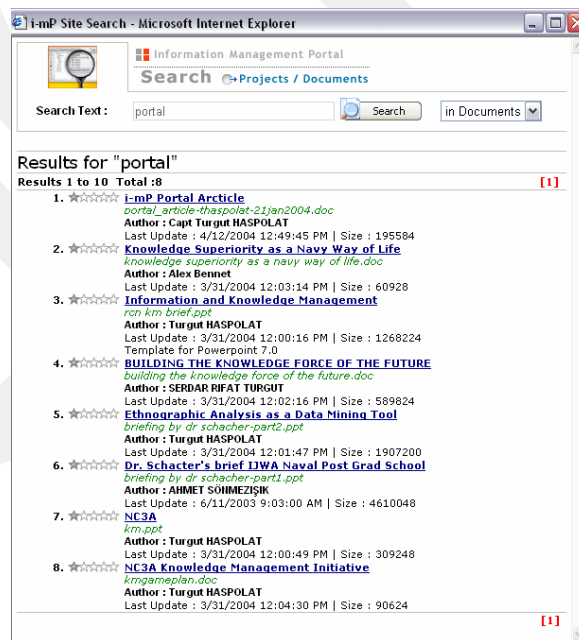 i-mP Site Search - Microsoft Internet Explorer
Information Management Portal
Search Projects / Documents
Search Text : portal Search in Documents
Results for "portal"
Results 1 to 10 Total :8 [1]
1. i-mP Portal Arcticle
portal_article-thaspolat-21jan2004.doc
Author : Capt Turgut HASPOLAT
Last Update : 4/12/2004 12:49:45 PM | Size : 195584
2. Knowledge Superiority as a Navy Way of Life
knowledge superiority as a navy way of life.doc
Author : Alex Bennet
Last Update : 3/31/2004 12:03:14 PM | Size : 60928
3. Information and Knowledge Management
rcn km brief.ppt
Author : Turgut HASPOLAT
Last Update : 3/31/2004 12:00:16 PM | Size : 1268224
Template for Powerpoint 7.0
4. BUILDING THE KNOWLEDGE FORCE OF THE FUTURE
building the knowledge force of the future.doc
Author : SERDAR RIFAT TURGUT
Last Update : 3/31/2004 12:02:16 PM | Size : 589824
5. Ethnographic Analysis as a Data Mining Tool
briefing by dr schacher-part2.ppt
Author : Turgut HASPOLAT
Last Update : 3/31/2004 12:01:47 PM | Size : 1907200
6. Dr. Schacter's brief IJWA Naval Post Grad School
briefing by dr schacher-part1.ppt
Author : AHMET SÖNMEZIŞIK
Last Update : 6/11/2003 9:03:00 AM | Size : 4610048
7. NC3A
km.ppt
Author : Turgut HASPOLAT
Last Update : 3/31/2004 12:00:49 PM | Size : 309248
8. NC3A Knowledge Management Initiative
kmgameplan.doc
Author : Turgut HASPOLAT
Last Update : 3/31/2004 12:04:30 PM | Size : 90624
[1]